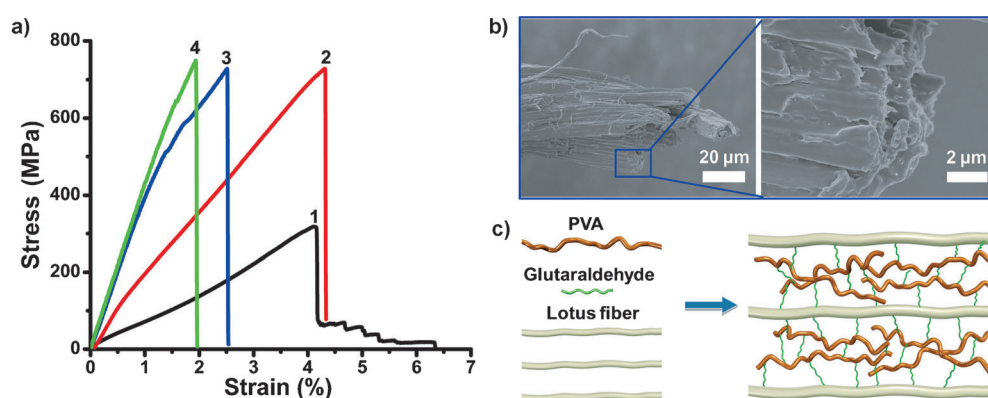 a)
800
600
400
200
0
Stress (MPa)
0 1 2 3 4 5 6 7
Strain (%)
4
3
2
1
b)
20 µm
2 µm
c)
PVA
Glutaraldehyde
Lotus fiber